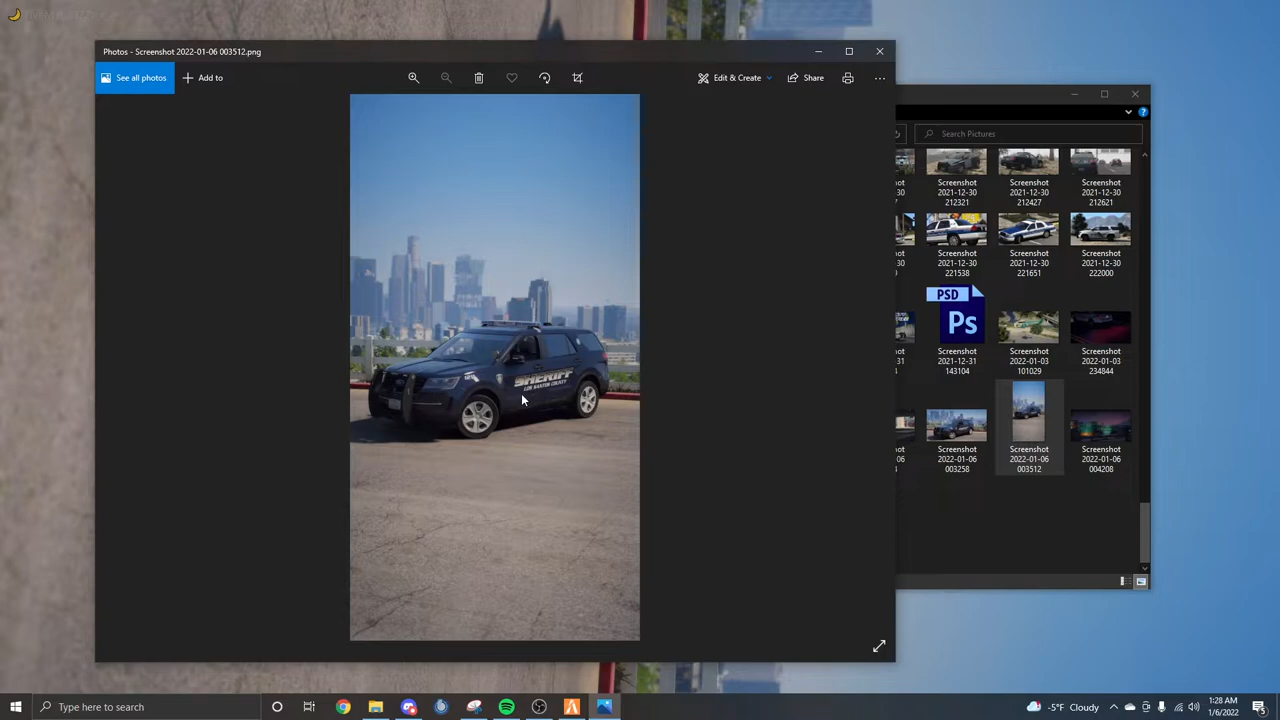 Photos - Screenshot 2022-01-06 003512.png
See all photos
Add to
Edit & Create
Share
Search Pictures
Screenshot
2021-12-30
212321
Screenshot
2021-12-30
212427
Screenshot
2021-12-30
212621
Screenshot
2021-12-30
221538
Screenshot
2021-12-30
221651
Screenshot
2021-12-30
222000
PSD
Ps
Screenshot
2021-12-31
143104
Screenshot
2022-01-03
101029
Screenshot
2022-01-03
234844
Screenshot
2022-01-06
003258
Screenshot
2022-01-06
003512
Screenshot
2022-01-06
004208
SHERIFF
LOS SANTOS COUNTY
Type here to search
-5°F Cloudy
1:28 AM
1/6/2022